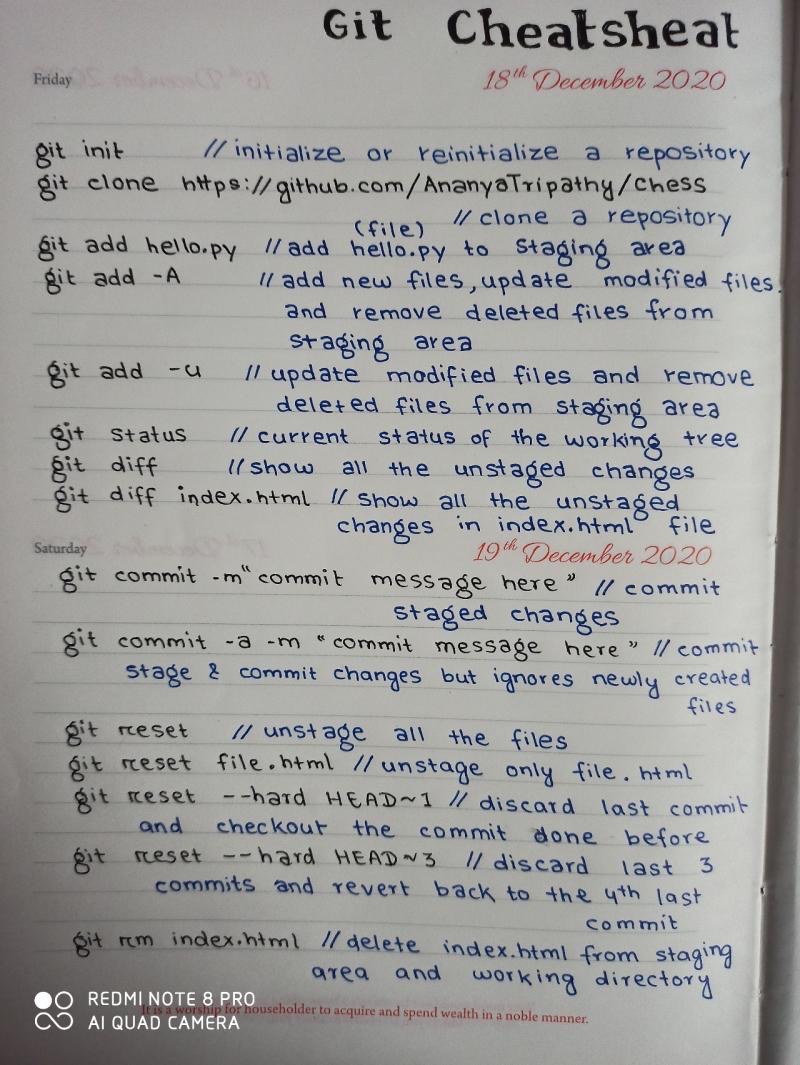 Git Cheatsheat
Friday 18th December 2020
git init // initialize or reinitialize a repository
git clone https://github.com/AnanyaTripathy/chess
// clone a repository
(file)
git add hello.py // add hello.py to staging area
git add -A // add new files, update modified files.
and remove deleted files from
staging area
git add -u // update modified files and remove
deleted files from staging area
git status // current status of the working tree
git diff // show all the unstaged changes
git diff index.html // show all the unstaged
changes in index.html file
Saturday 19th December 2020
git commit -m "commit message here" // commit
staged changes
git commit -a -m "commit message here" // commit
stage & commit changes but ignores newly created
files
git reset // unstage all the files
git reset file.html // unstage only file.html
git reset --hard HEAD~1 // discard last commit
and checkout the commit done before
git reset --hard HEAD~3 // discard last 3
commits and revert back to the 4th last
commit
git rm index.html // delete index.html from staging
area and working directory
REDMI NOTE 8 PRO
AI QUAD CAMERA
It is a worship for householder to acquire and spend wealth in a noble manner.